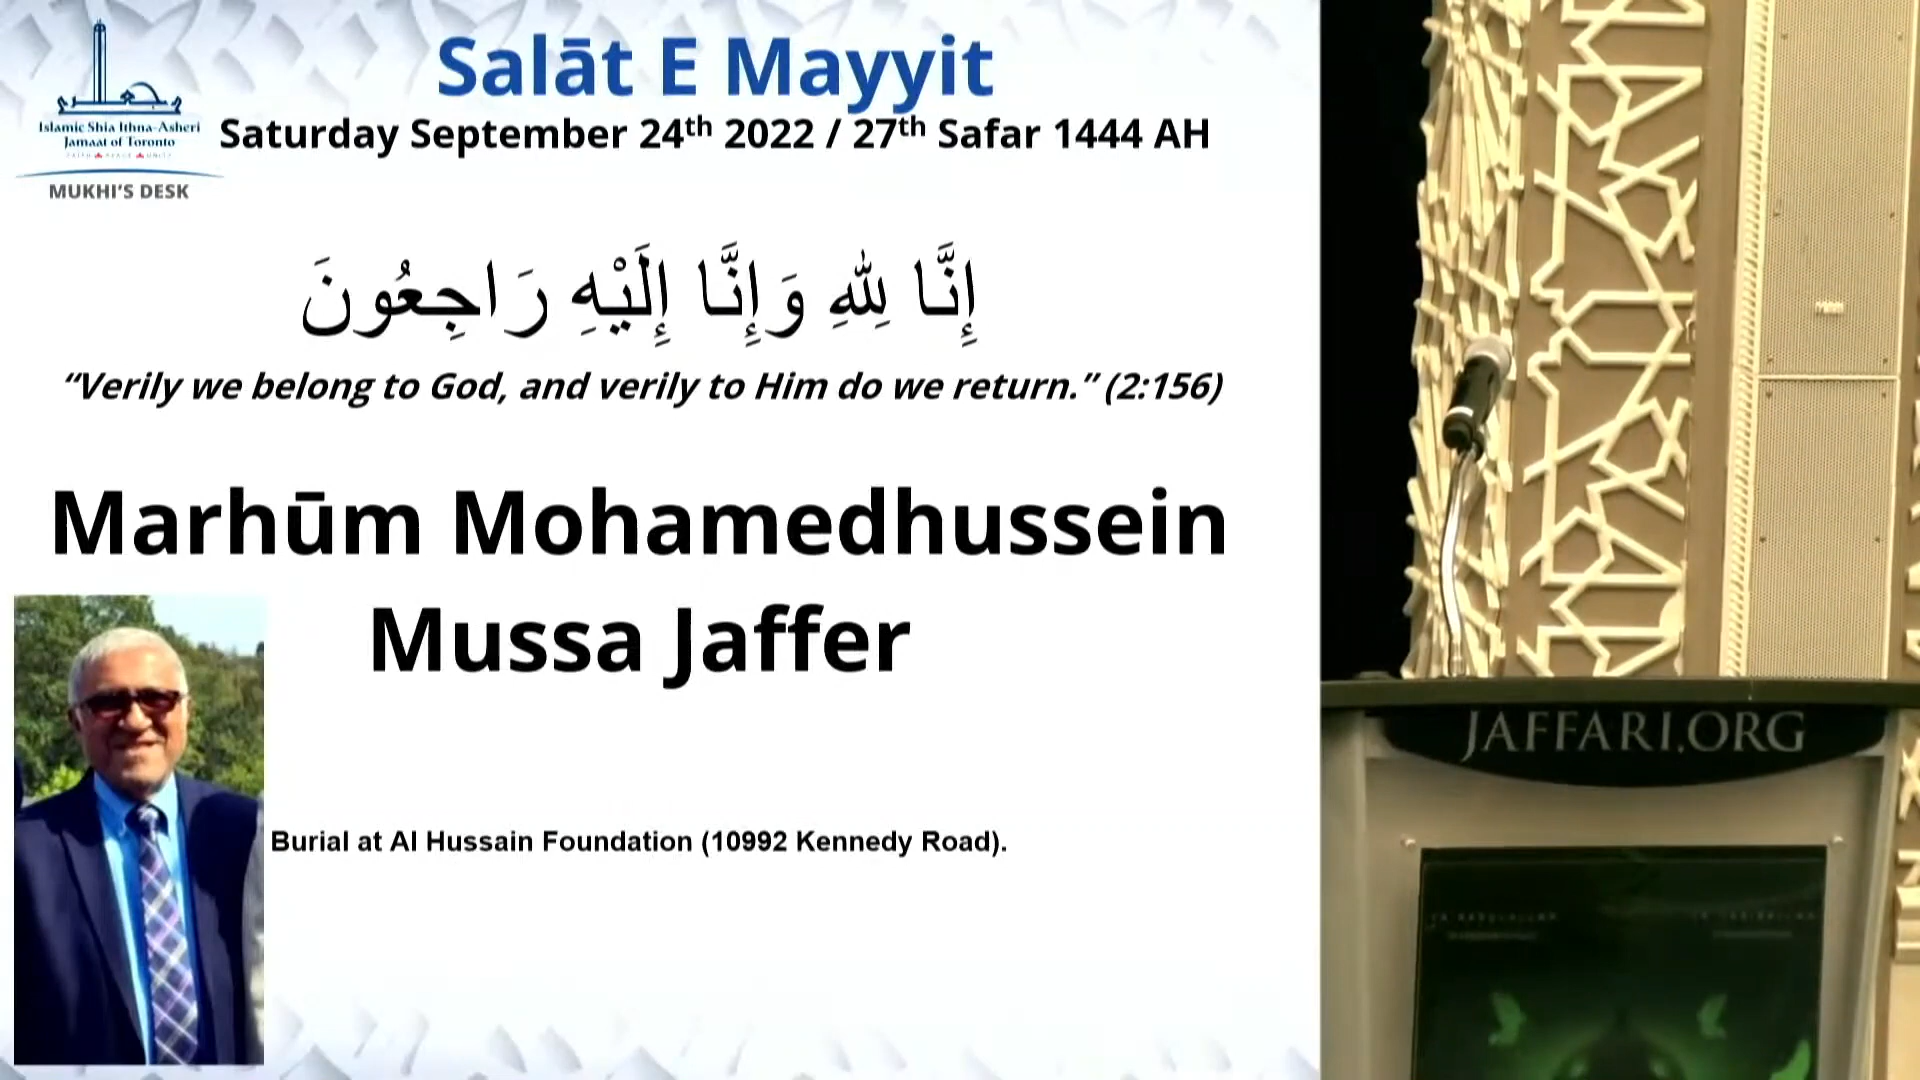 Salāt E Mayyit
Saturday September 24th 2022 / 27th Safar 1444 AH
Islamic Shia Ithna-Asheri
Jamaat of Toronto
MUKHI'S DESK
إِنَّا لِلَّهِ وَإِنَّا إِلَيْهِ رَاجِعُونَ
“Verily we belong to God, and verily to Him do we return.” (2:156)
Marhūm Mohamedhussein
Mussa Jaffer
Burial at Al Hussain Foundation (10992 Kennedy Road).
JAFFARI.ORG